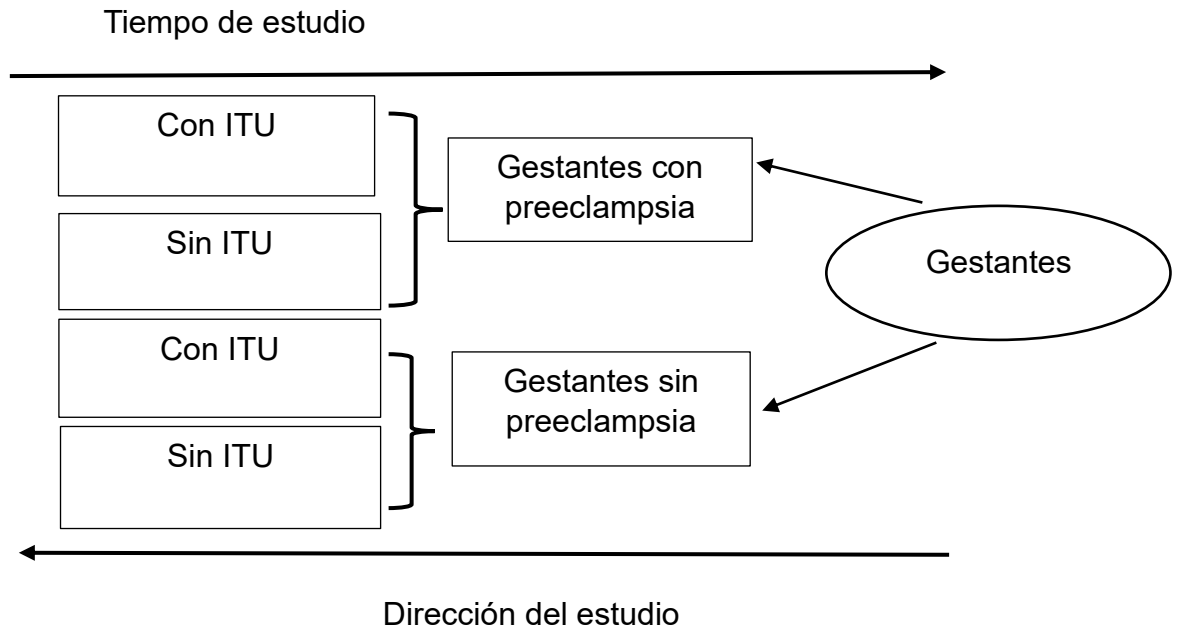 Tiempo de estudio
Con ITU
Gestantes con
preeclampsia
Sin ITU
Gestantes
Con ITU
Gestantes sin
preeclampsia
Sin ITU
Dirección del estudio